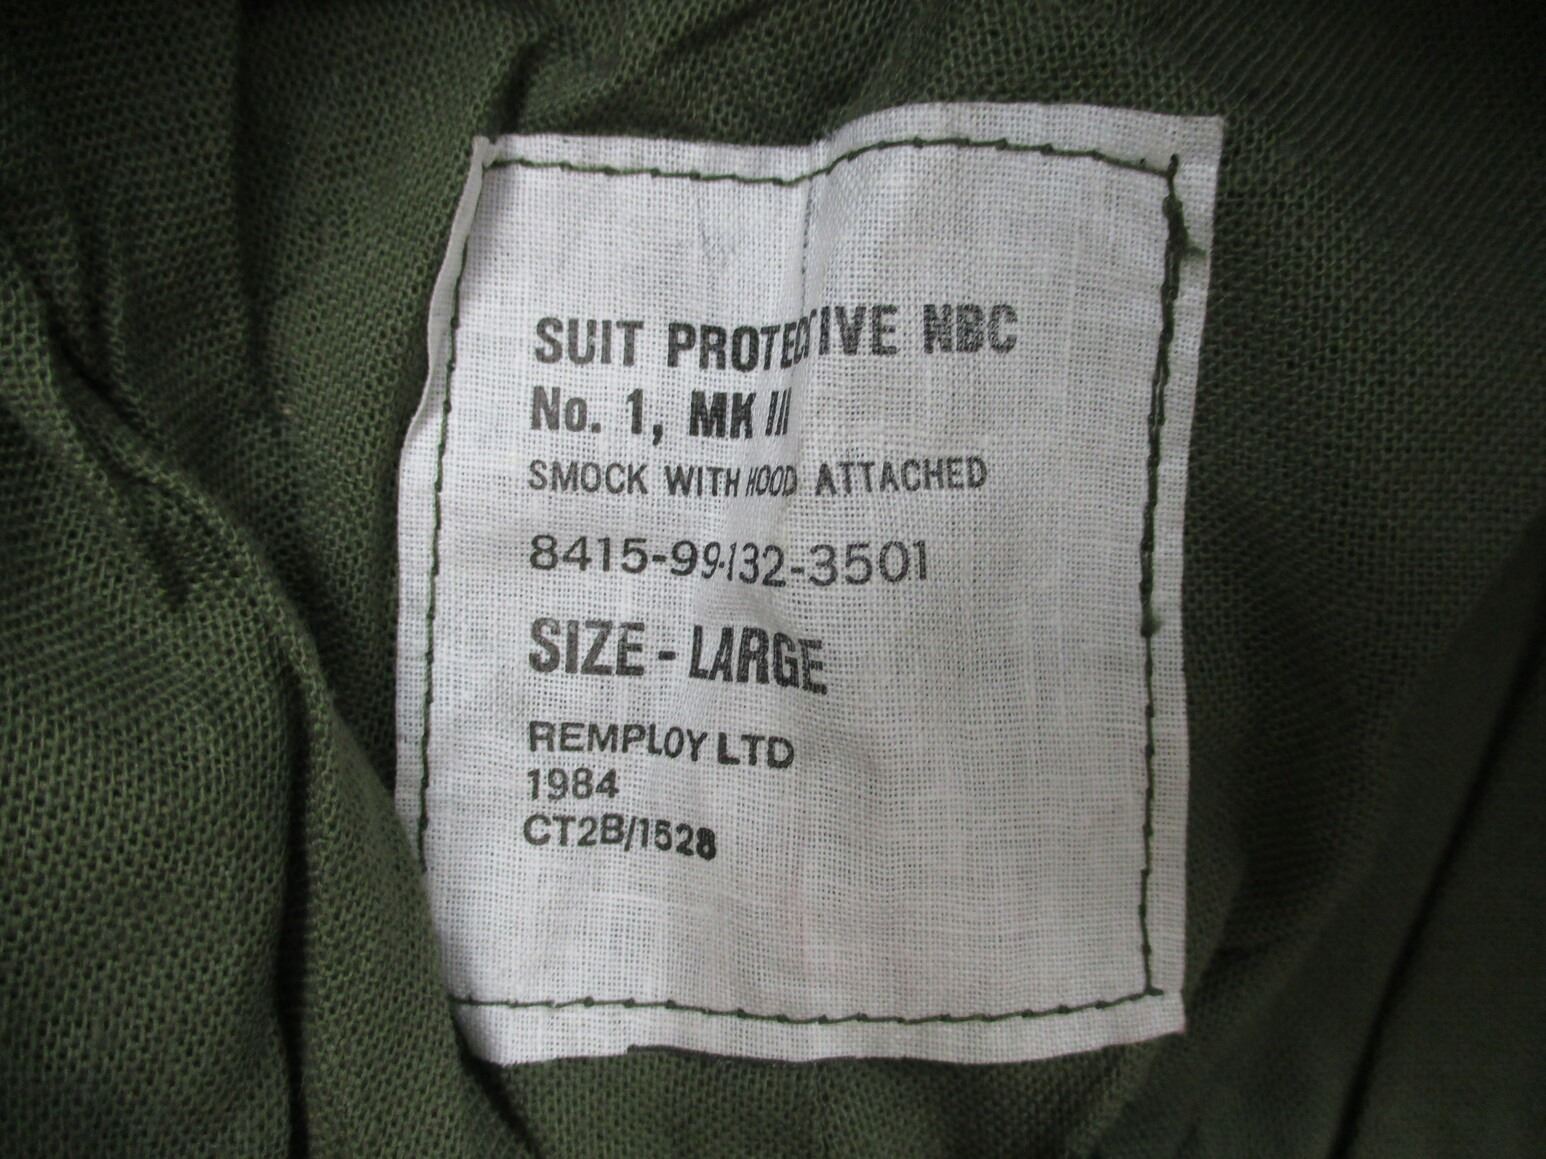 SUIT PROTECTIVE NBC
No. 1, MK III
SMOCK WITH HOOD ATTACHED
8415-99-132-3501
SIZE - LARGE
REMPLOY LTD
1984
CT2B/1528